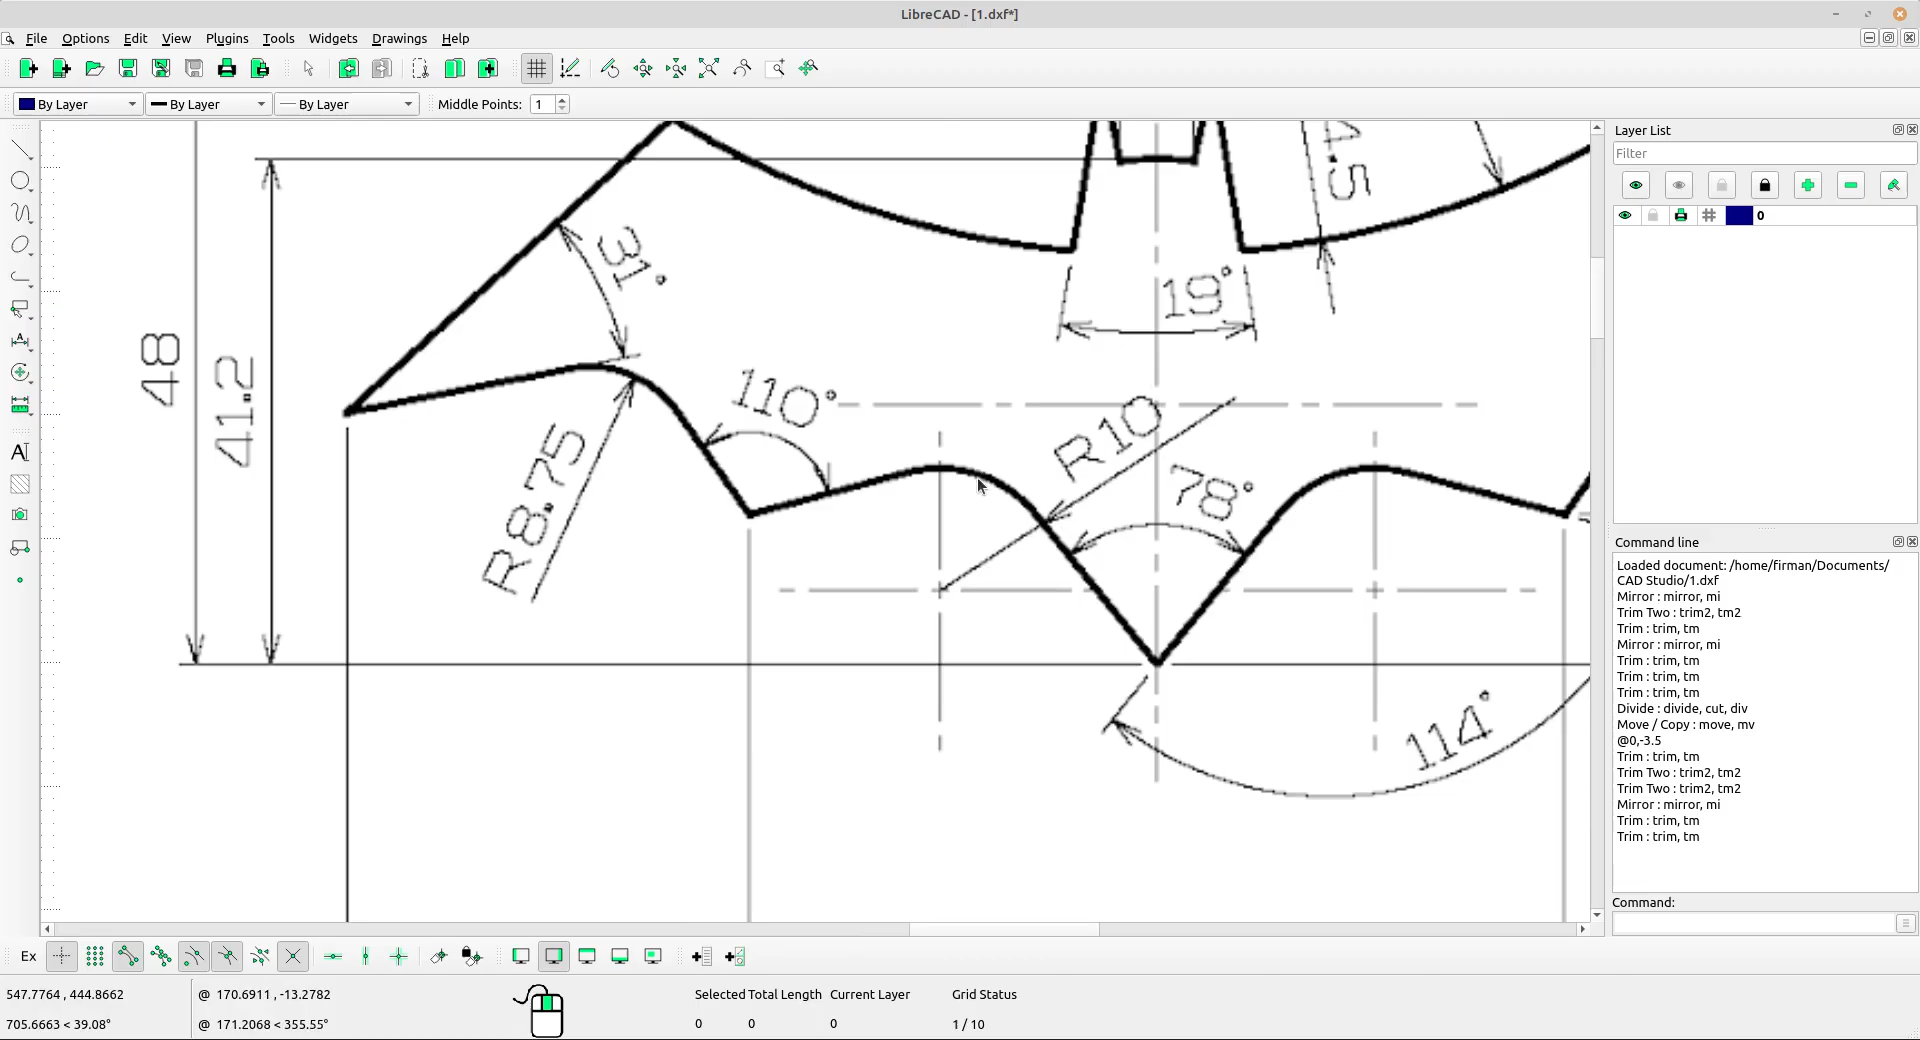 LibreCAD - [1.dxf*]
File Options Edit View Plugins Tools Widgets Drawings Help
By Layer By Layer By Layer Middle Points: 1
Layer List
Filter
0
4.5
31°
19°
48
41.2
110°
R10
78°
R8.75
114°
Command line
Loaded document: /home/firman/Documents/
CAD Studio/1.dxf
Mirror : mirror, mi
Trim Two : trim2, tm2
Trim : trim, tm
Mirror : mirror, mi
Trim : trim, tm
Trim : trim, tm
Trim : trim, tm
Divide : divide, cut, div
Move / Copy : move, mv
@0,-3.5
Trim : trim, tm
Trim Two : trim2, tm2
Trim Two : trim2, tm2
Mirror : mirror, mi
Trim : trim, tm
Trim : trim, tm
Command:
Ex
547.7764 , 444.8662 @ 170.6911 , -13.2782 Selected Total Length Current Layer Grid Status
705.6663 < 39.08° @ 171.2068 < 355.55° 0 0 0 1 / 10